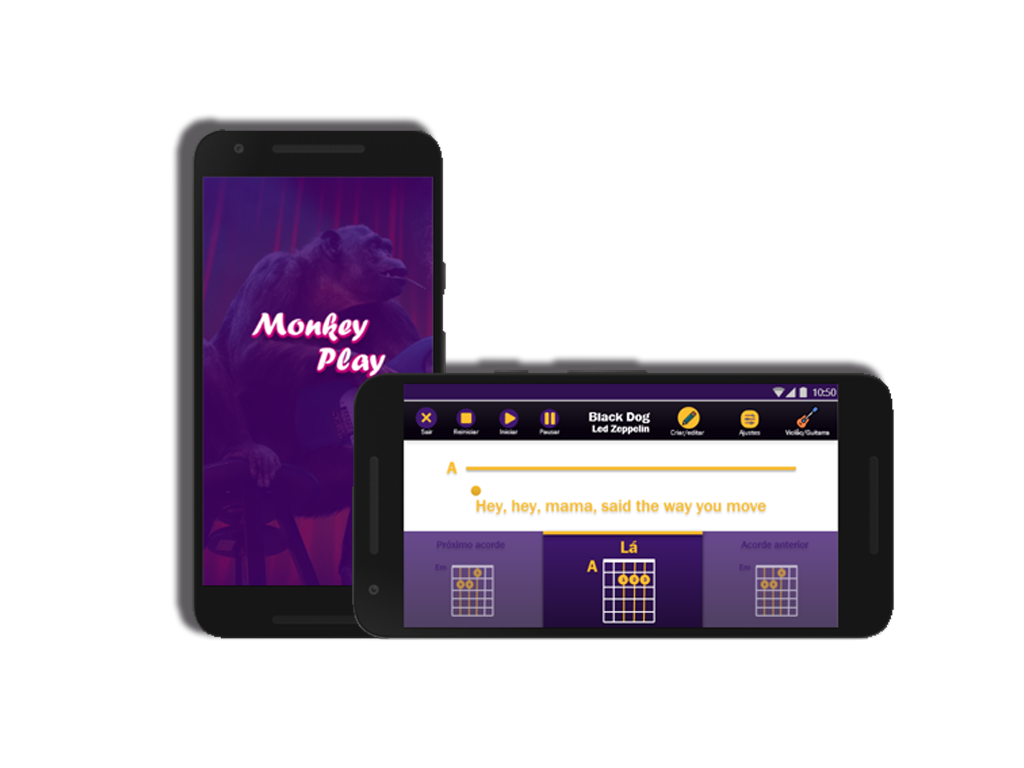 Monkey
Play
10:50
Sair
Reiniciar
Iniciar
Pausar
Black Dog
Led Zeppelin
Criar/editar
Ajustes
Violão/Guitarra
A
Hey, hey, mama, said the way you move
Próximo acorde
Em
Lá
A
Acorde anterior
Em